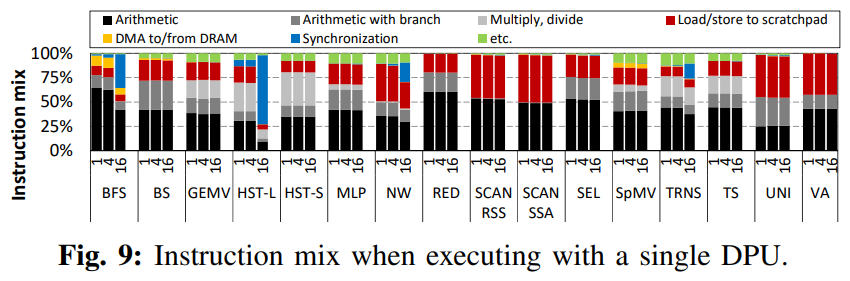 Arithmetic Arithmetic with branch Multiply, divide Load/store to scratchpad
DMA to/from DRAM Synchronization etc.
Instruction mix
100%
75%
50%
25%
0%
1 4 16 1 4 16 1 4 16 1 4 16 1 4 16 1 4 16 1 4 16 1 4 16 1 4 16 1 4 16 1 4 16 1 4 16 1 4 16 1 4 16 1 4 16 1 4 16
BFS BS GEMV HST-L HST-S MLP NW RED SCAN RSS SCAN SSA SEL SpMV TRNS TS UNI VA
Fig. 9: Instruction mix when executing with a single DPU.